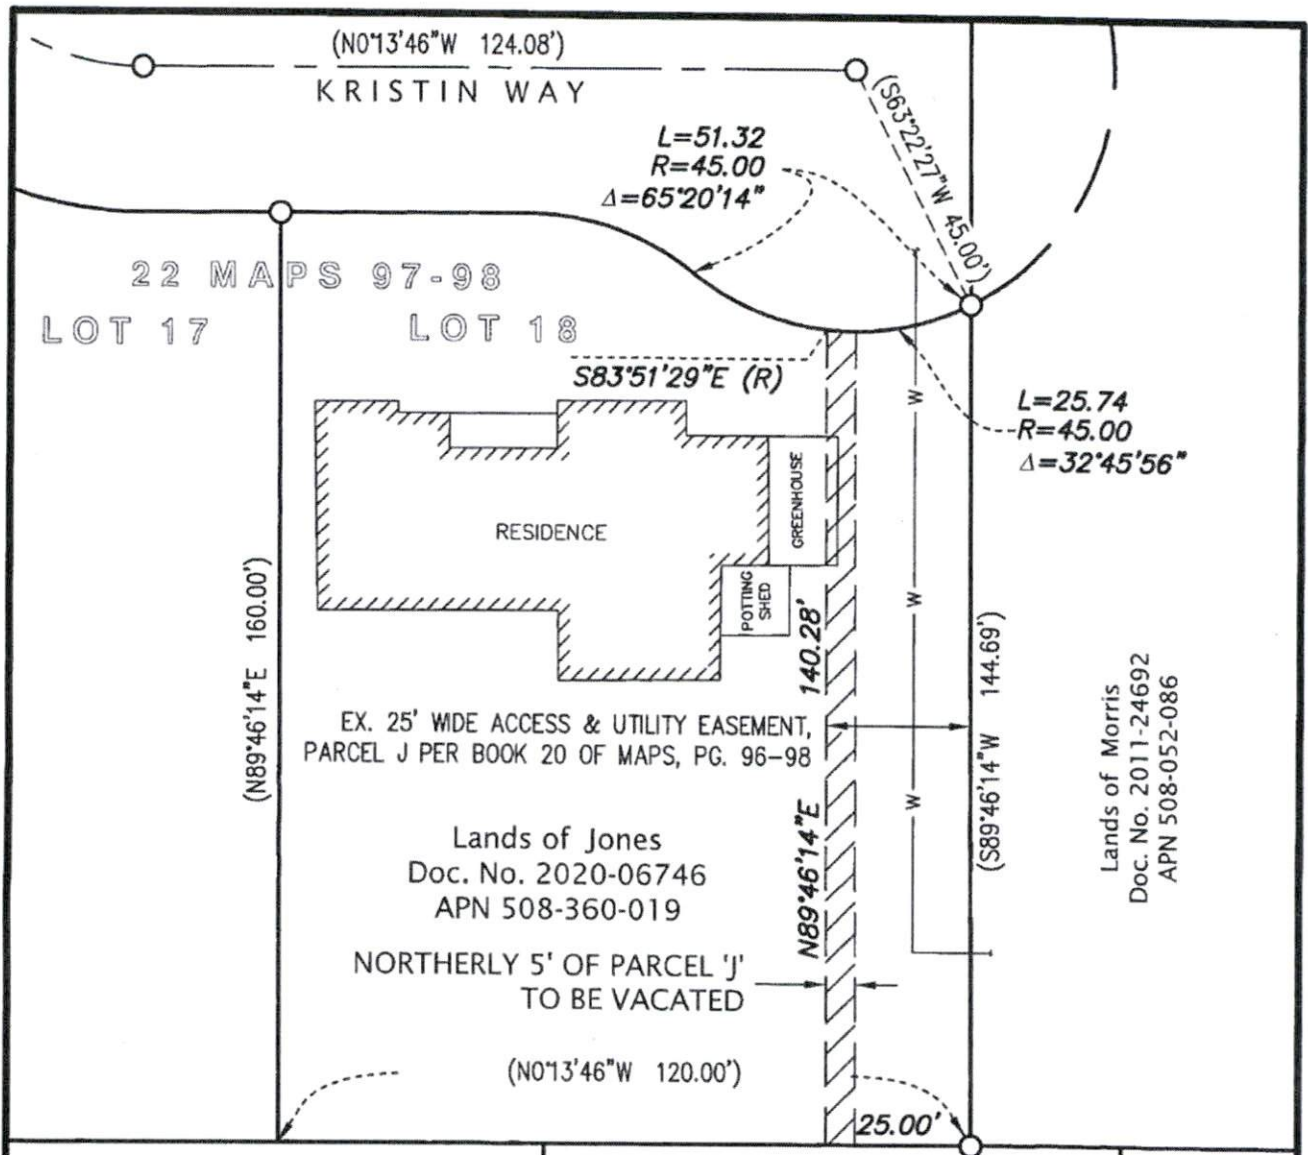 (N0°13'46"W 124.08')
KRISTIN WAY
(S63°22'27"W 45.00')
L=51.32
R=45.00
Δ=65°20'14"
22 MAPS 97-98
LOT 17
LOT 18
S83°51'29"E (R)
L=25.74
R=45.00
Δ=32°45'56"
W
GREENHOUSE
RESIDENCE
POTTING
SHED
W
140.28'
(N89°46'14"E 160.00')
(S89°46'14"W 144.69')
Lands of Morris
Doc. No. 2011-24692
APN 508-052-086
EX. 25' WIDE ACCESS & UTILITY EASEMENT,
PARCEL J PER BOOK 20 OF MAPS, PG. 96-98
W
N89°46'14"E
Lands of Jones
Doc. No. 2020-06746
APN 508-360-019
NORTHERLY 5' OF PARCEL 'J'
TO BE VACATED
(N0°13'46"W 120.00')
25.00'